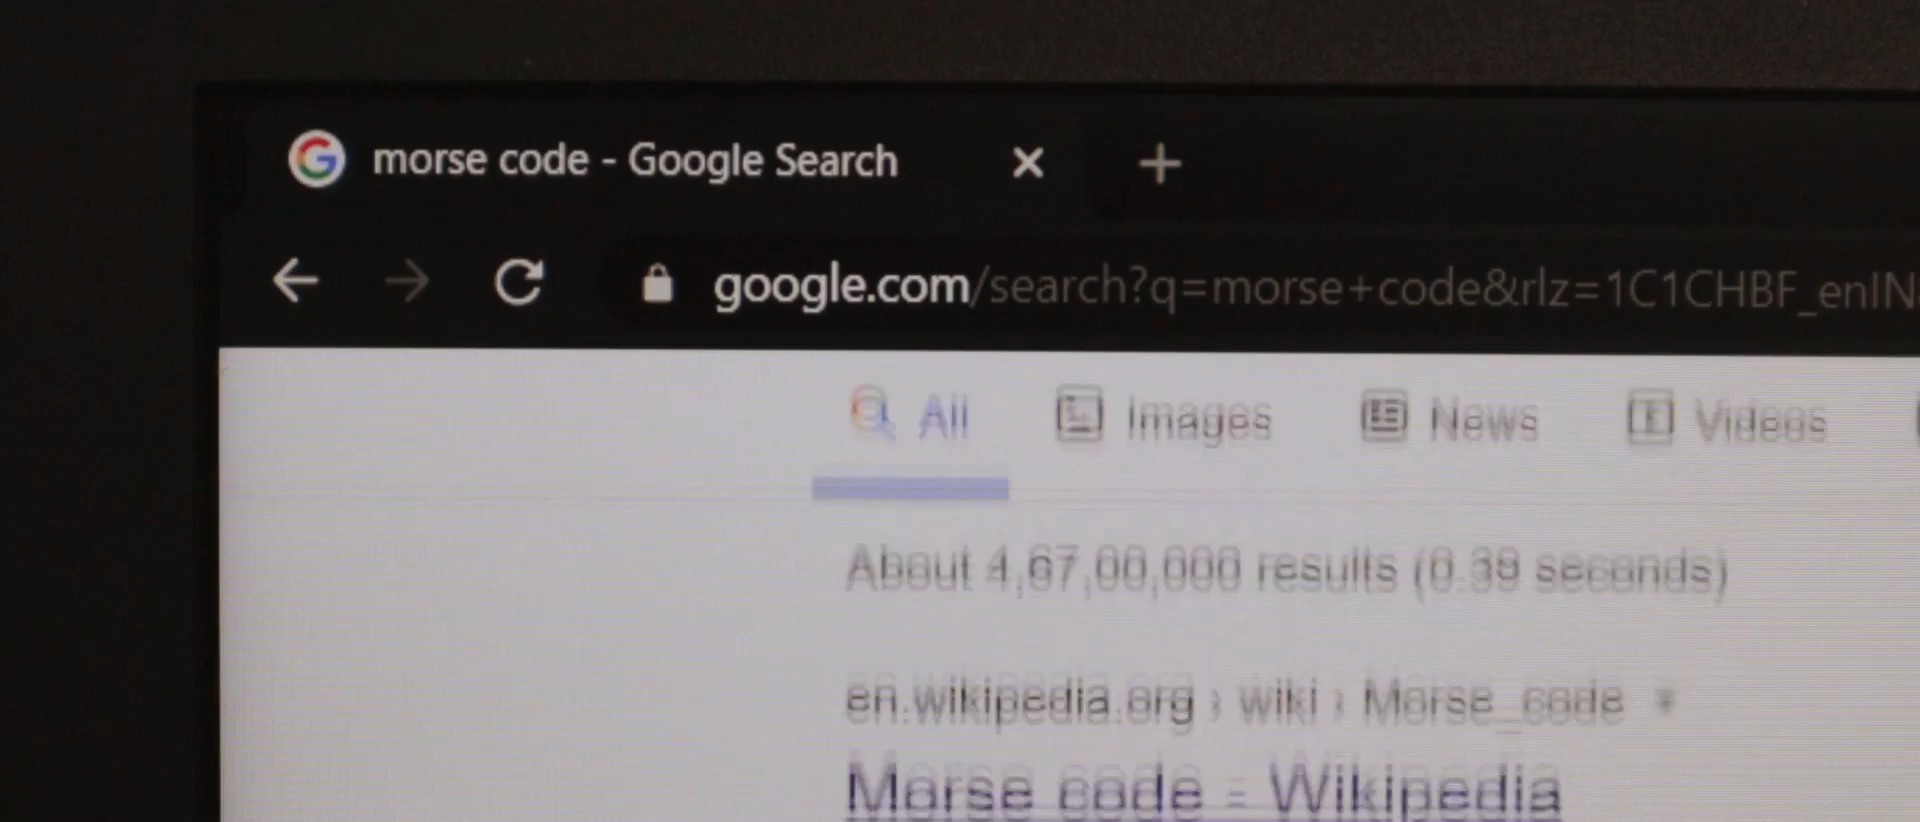 morse code - Google Search
google.com/search?q=morse+code&rlz=1C1CHBF_enIN
All Images News Videos
About 4,67,00,000 results (0.39 seconds)
en.wikipedia.org › wiki › Morse_code
Morse code - Wikipedia